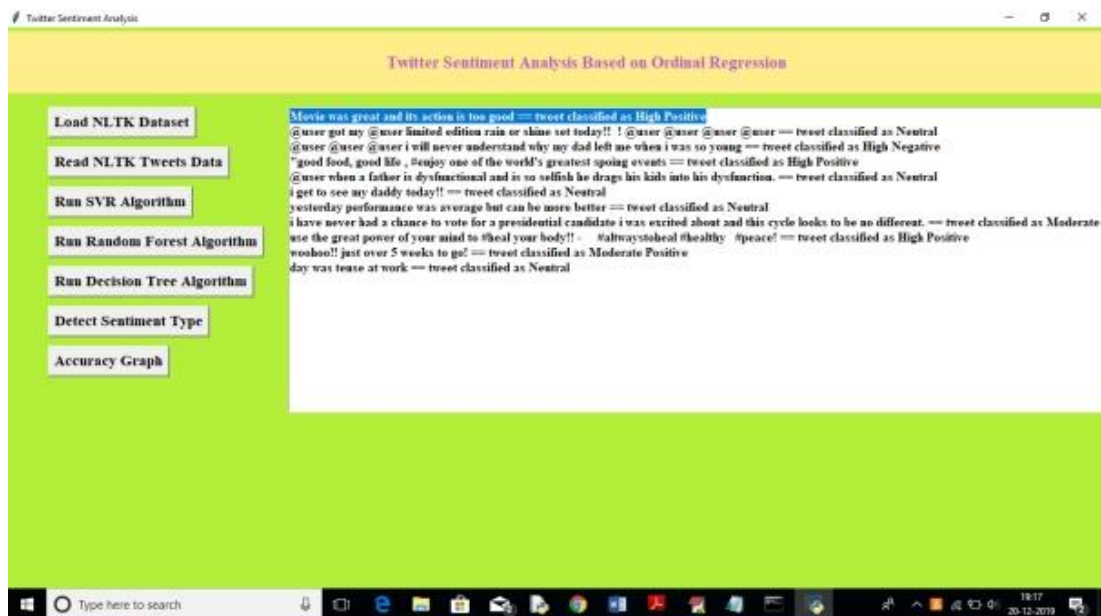 Twitter Sentiment Analysis
Twitter Sentiment Analysis Based on Ordinal Regression
Load NLTK Dataset
Read NLTK Twerts Data
Run SVR Algorithm
Run Random Forest Algorithm
Run Decision Tree Algorithm
Detect Sentiment Type
Accuracy Graph
Movie was great and its action is too good == tweet classified as High Positive
@user got my @user limited edition rain or shine set today!! ! @user @user @user @user == tweet classified as Neutral
@user @user @user i will never understand why my dad left me when i was so young == tweet classified as High Negative
"good food, good life , #enjoy one of the world's greatest spoing events == tweet classified as High Positive
@user when a father is dysfunctional and is so selfish he drags his kids into his dysfunction. == tweet classified as Neutral
i get to see my daddy today!! == tweet classified as Neutral
yesterday performance was average but can be more better == tweet classified as Neutral
i have never had a chance to vote for a presidential candidate i was excited about and this cycle looks to be no different. == tweet classified as Moderate
use the great power of your mind to #heal your body!! - #altwaystoheal #healthy #peace! == tweet classified as High Positive
woohoo!! just over 5 weeks to go! == tweet classified as Moderate Positive
day was tense at work == tweet classified as Neutral
Type here to search
19:17
20-12-2019